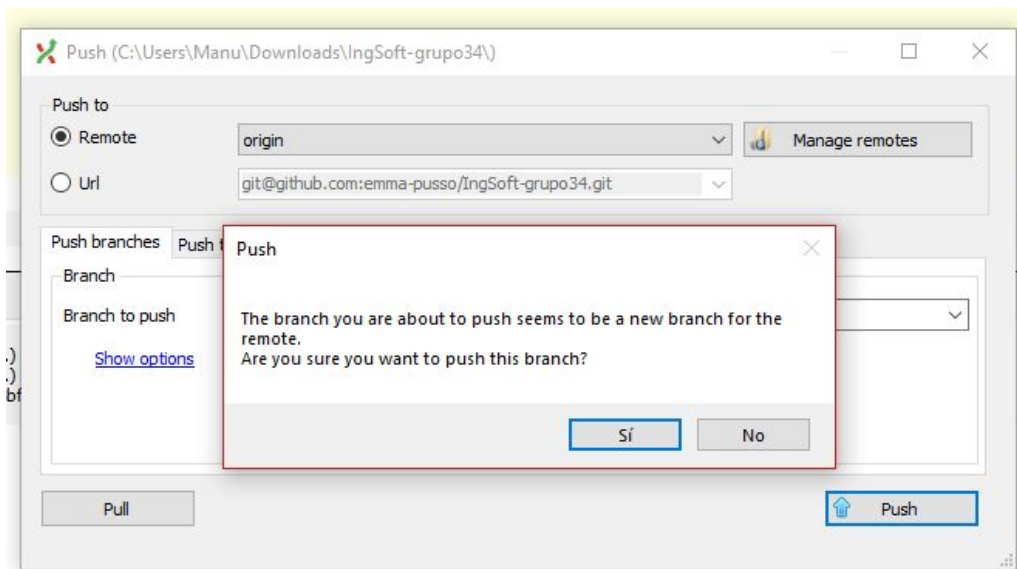 Push (C:\Users\Manu\Downloads\IngSoft-grupo34\)
Push to
Remote
origin
Manage remotes
Url
git@github.com:emma-pusso/IngSoft-grupo34.git
Push branches
Push t
Push
Branch
Branch to push
The branch you are about to push seems to be a new branch for the
remote.
Are you sure you want to push this branch?
Show options
.)
.)
bf
Sí
No
Pull
Push